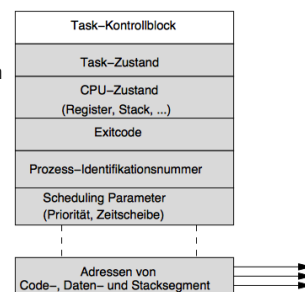 Task-Kontrollblock
Task-Zustand
CPU-Zustand
(Register, Stack, ...)
Exitcode
Prozess-Identifikationsnummer
Scheduling Parameter
(Priorität, Zeitscheibe)
Adressen von
Code-, Daten- und Stacksegment